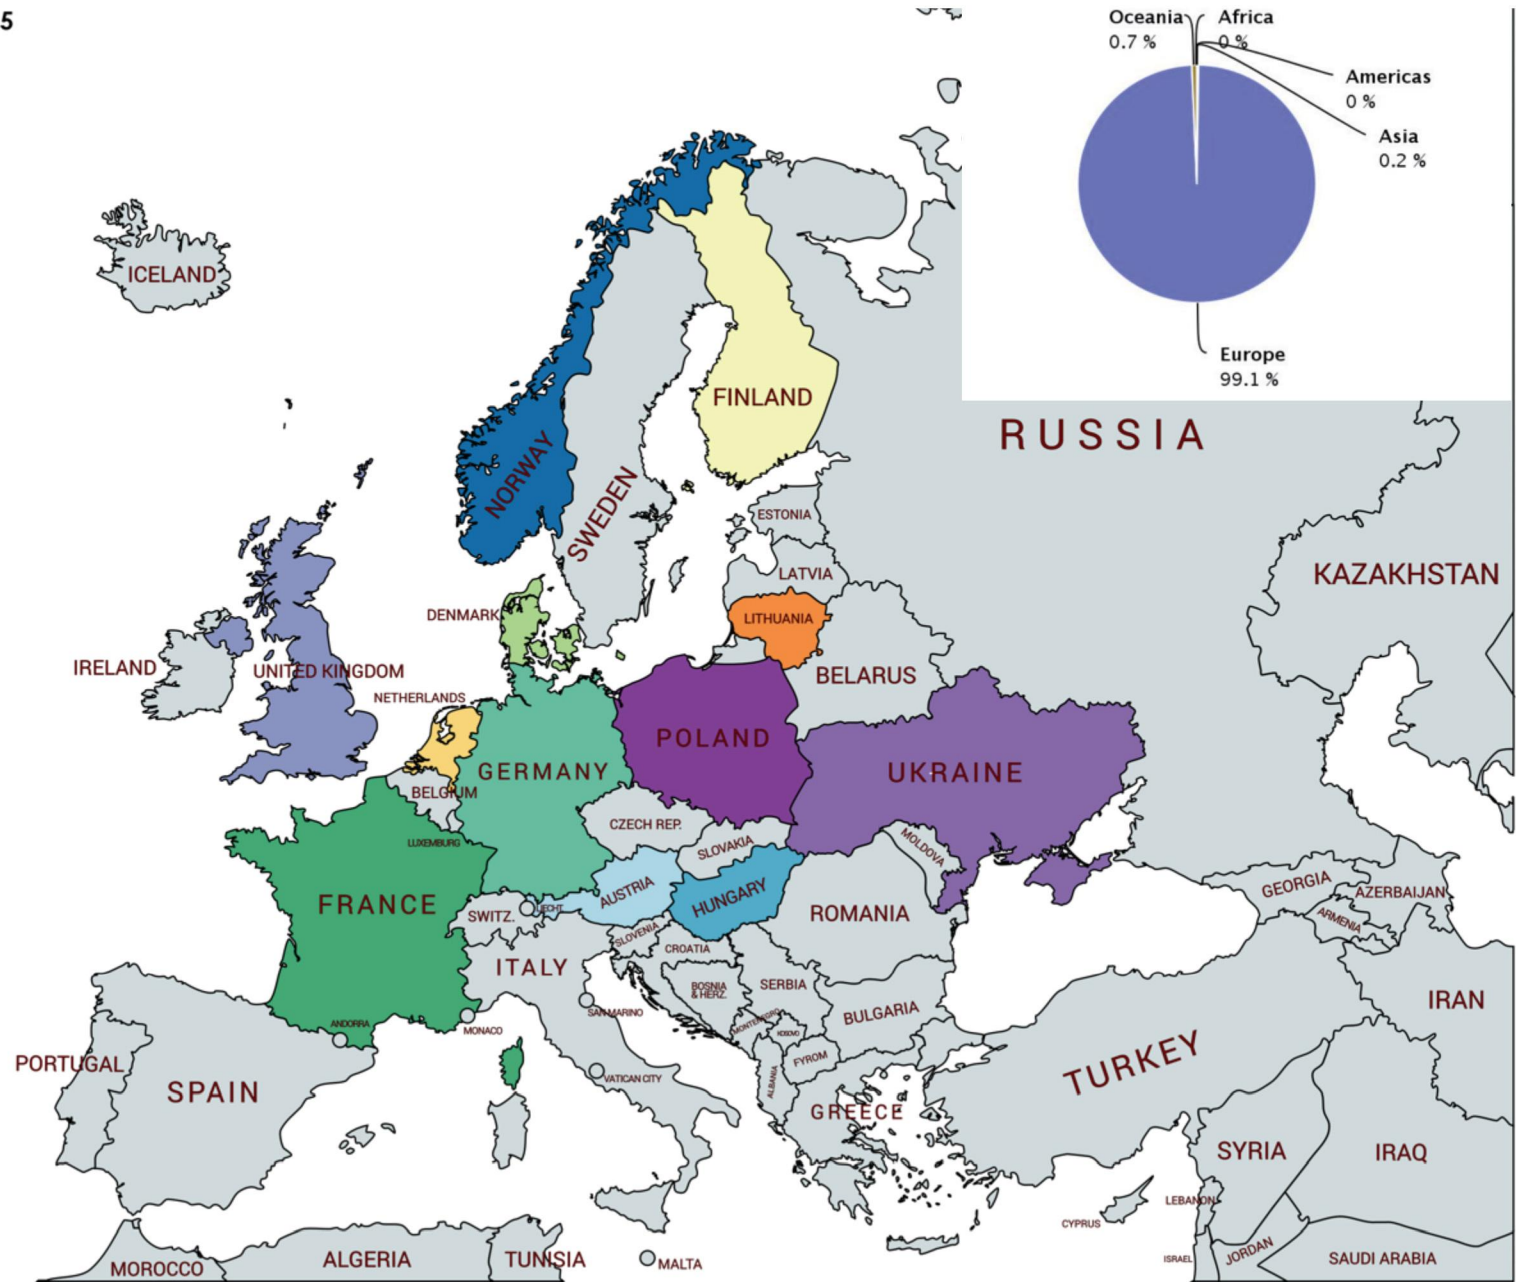 5
Oceania
0.7 %
Africa
0 %
Americas
0 %
Asia
0.2 %
Europe
99.1 %
ICELAND
FINLAND
RUSSIA
NORWAY
SWEDEN
ESTONIA
LATVIA
KAZAKHSTAN
DENMARK
LITHUANIA
IRELAND
UNITED KINGDOM
BELARUS
NETHERLANDS
POLAND
GERMANY
UKRAINE
BELGIUM
CZECH REP.
LUXEMBURG
SLOVAKIA
MOLDOVA
FRANCE
AUSTRIA
HUNGARY
GEORGIA
AZERBAIJAN
SWITZ.
LIECHT.
ROMANIA
ARMENIA
SLOVENIA
CROATIA
ITALY
BOSNIA
& HERZ.
SERBIA
IRAN
SAN MARINO
BULGARIA
ANDORRA
MONACO
MONTENEGRO
KOSOVO
PORTUGAL
SPAIN
VATICAN CITY
ALBANIA
FYROM
TURKEY
GREECE
SYRIA
IRAQ
LEBANON
CYPRUS
MOROCCO
ALGERIA
TUNISIA
MALTA
ISRAEL
JORDAN
SAUDI ARABIA